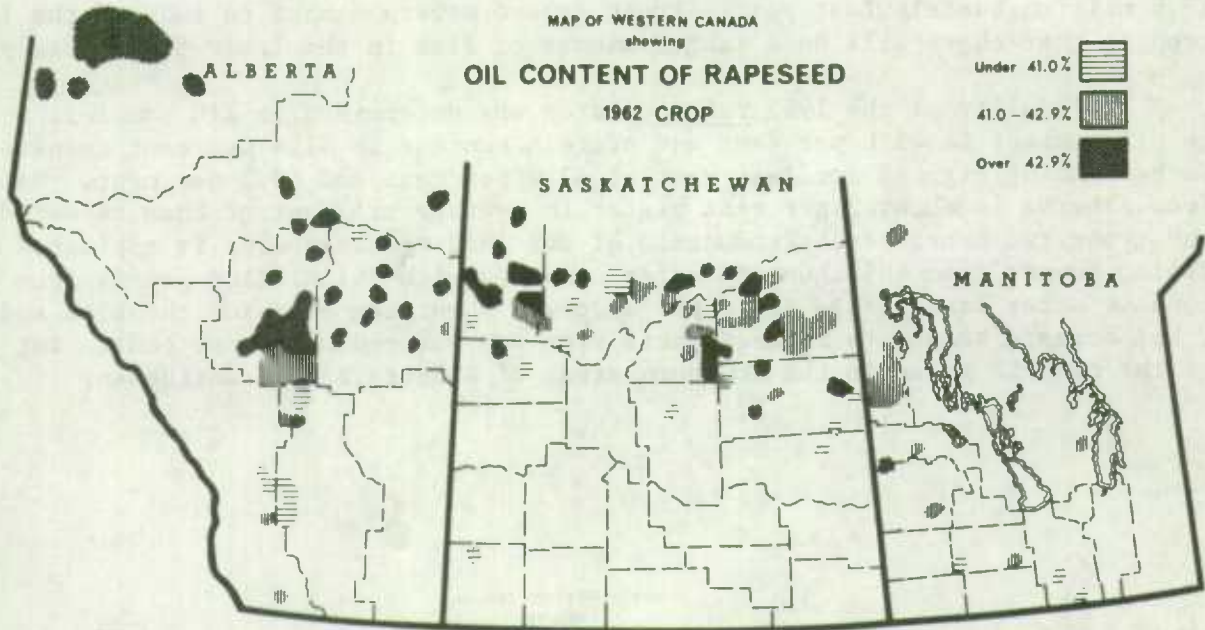 MAP OF WESTERN CANADA
showing
OIL CONTENT OF RAPESEED
1962 CROP
Under 41.0%
41.0 - 42.9%
Over 42.9%
ALBERTA
SASKATCHEWAN
MANITOBA